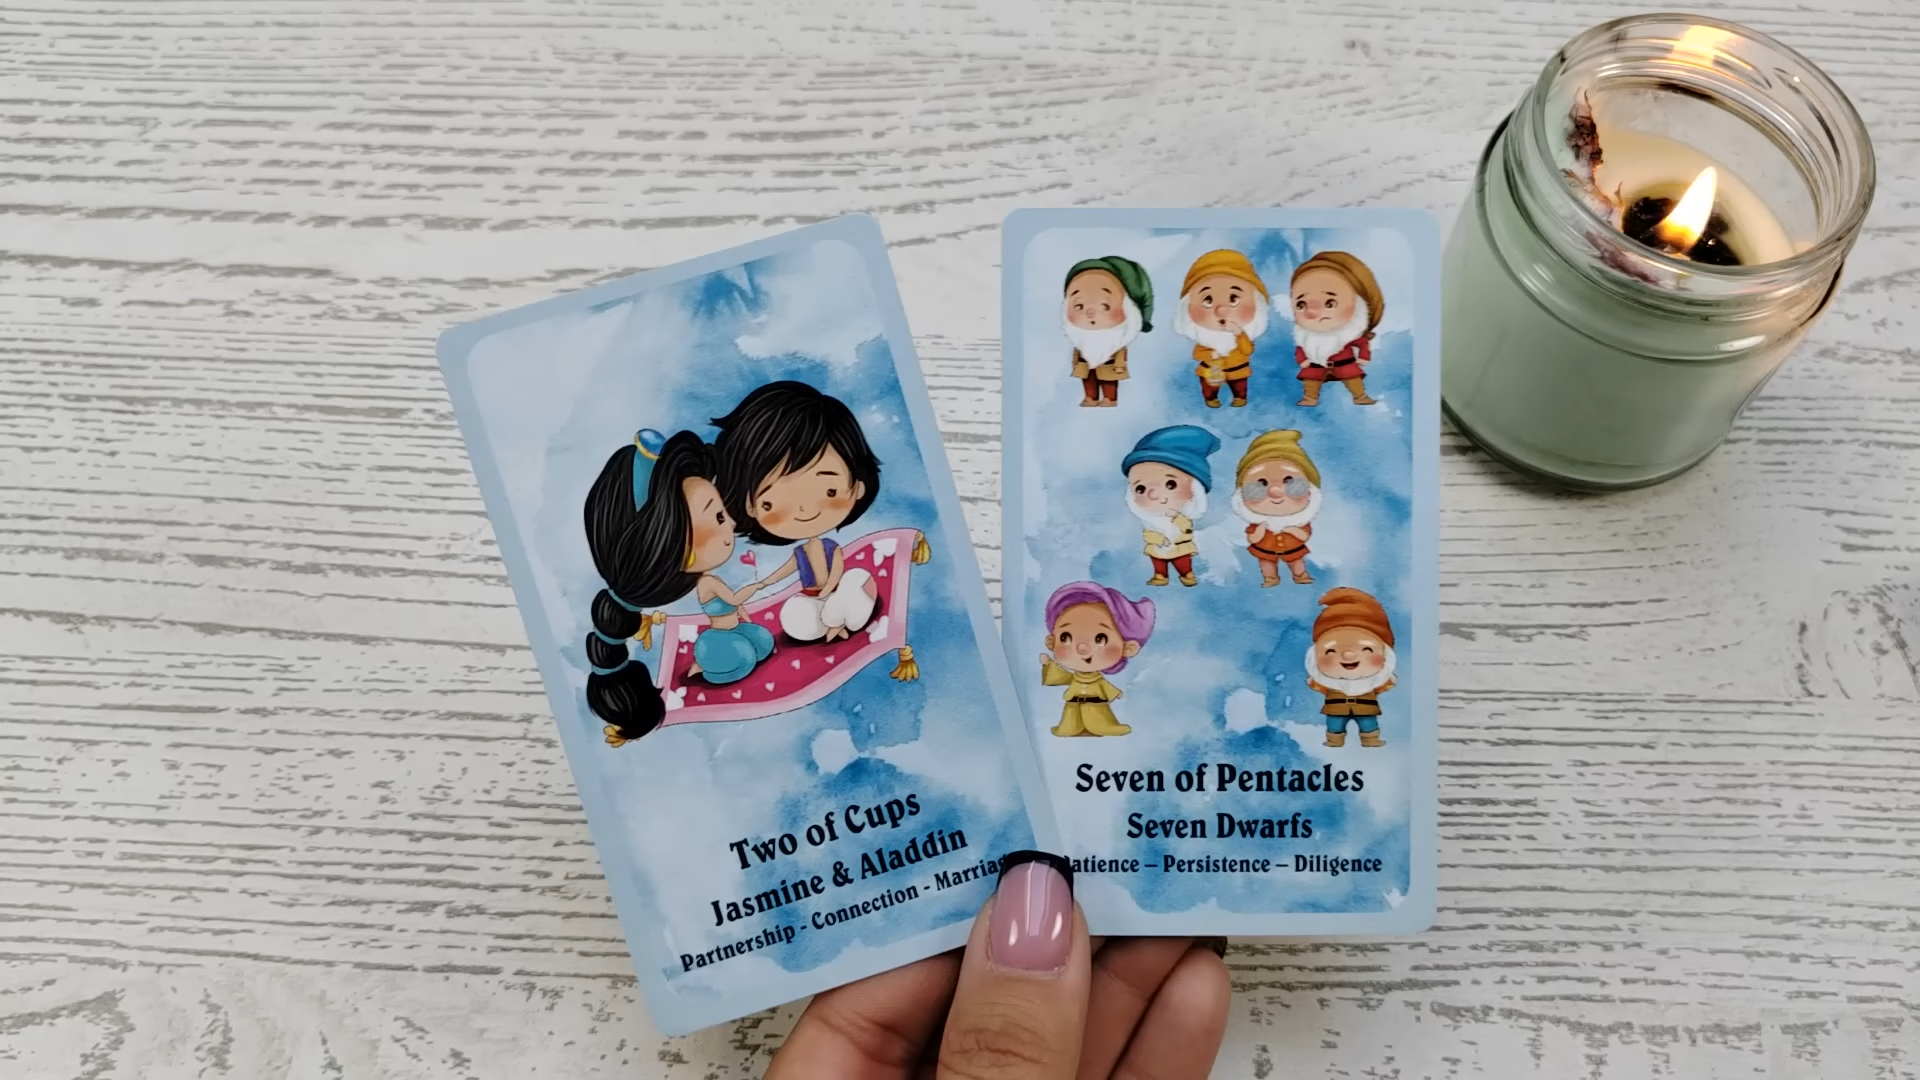 Two of Cups
Jasmine & Aladdin
Partnership - Connection -
Seven of Pentacles
Seven Dwarfs
– Persistence – Diligence